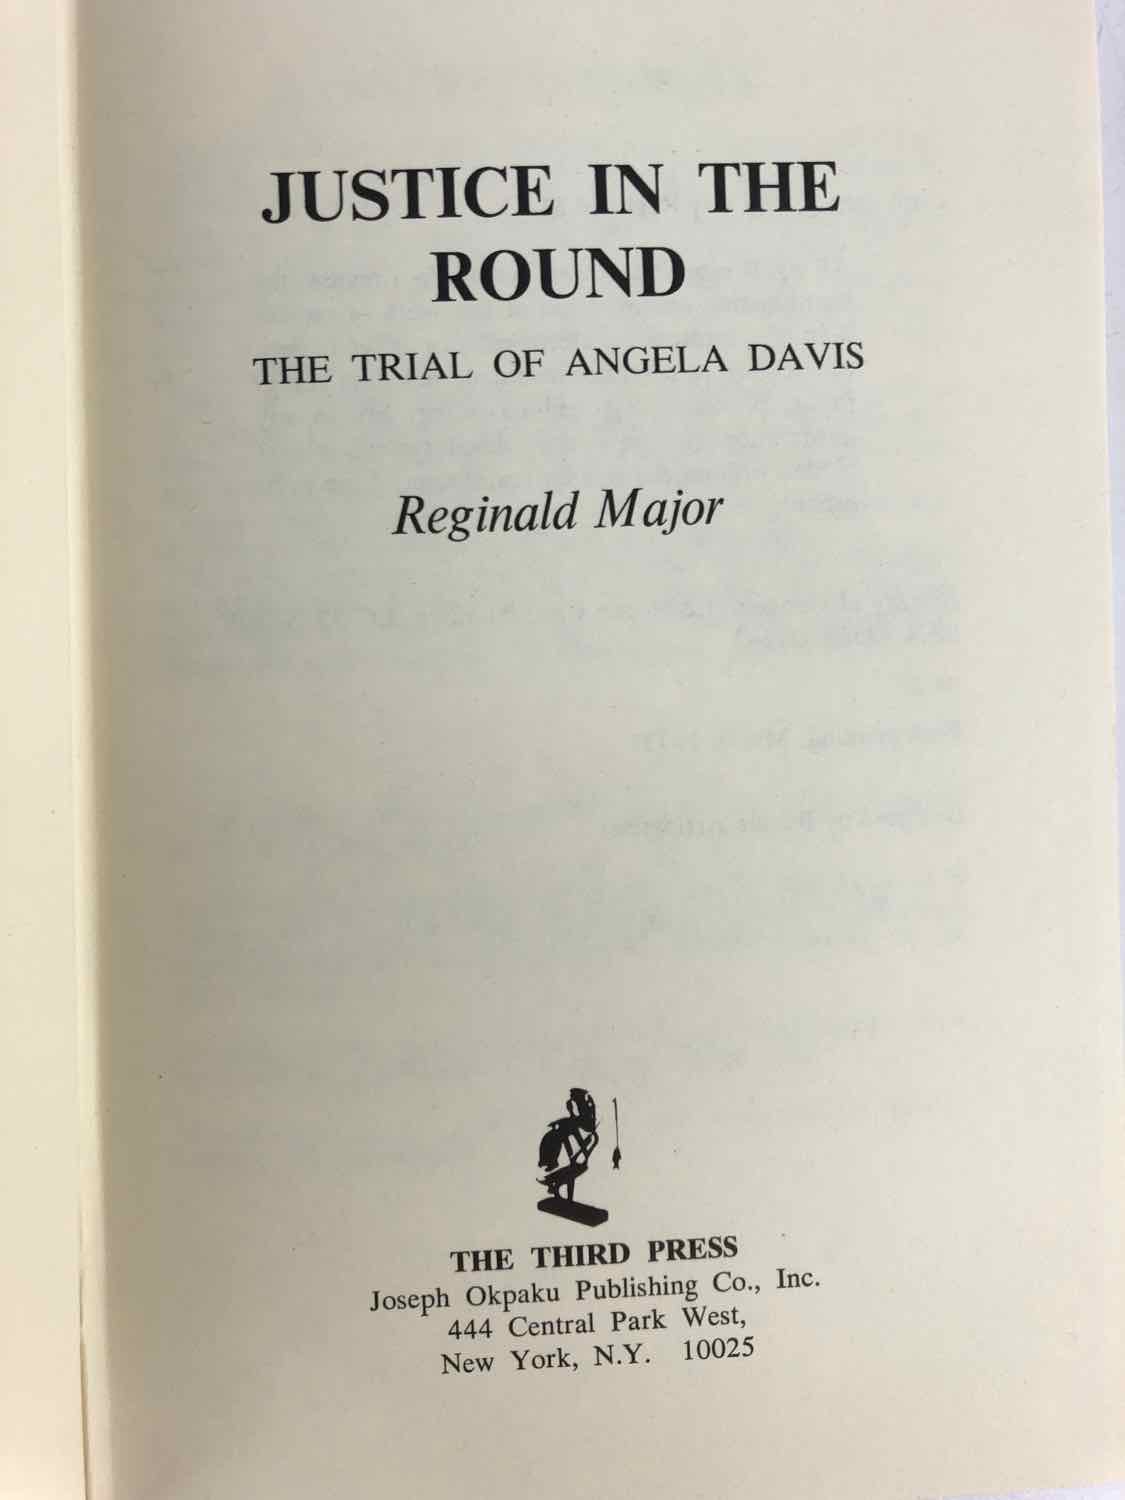 JUSTICE IN THE
ROUND
THE TRIAL OF ANGELA DAVIS
Reginald Major
THE THIRD PRESS
Joseph Okpaku Publishing Co., Inc.
444 Central Park West,
New York, N.Y. 10025